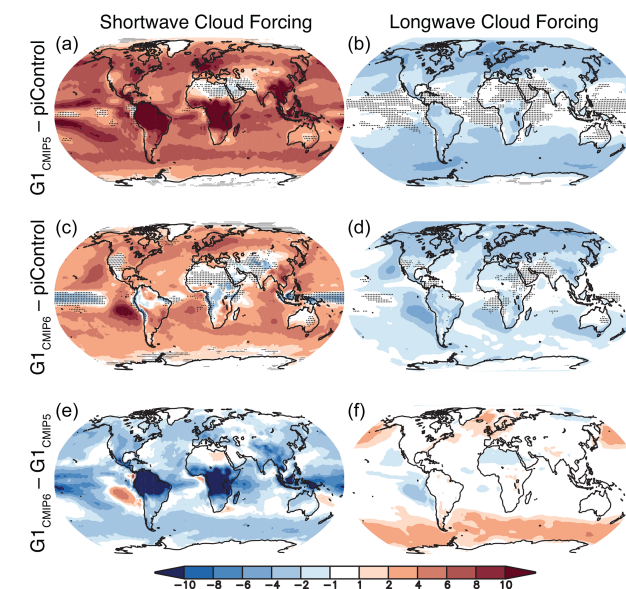 Shortwave Cloud Forcing
Longwave Cloud Forcing
(a)
(b)
G1CMIP5 – piControl
(c)
(d)
G1CMIP6 – piControl
(e)
(f)
G1CMIP6 – G1CMIP5
−10 −8 −6 −4 −2 −1 1 2 4 6 8 10